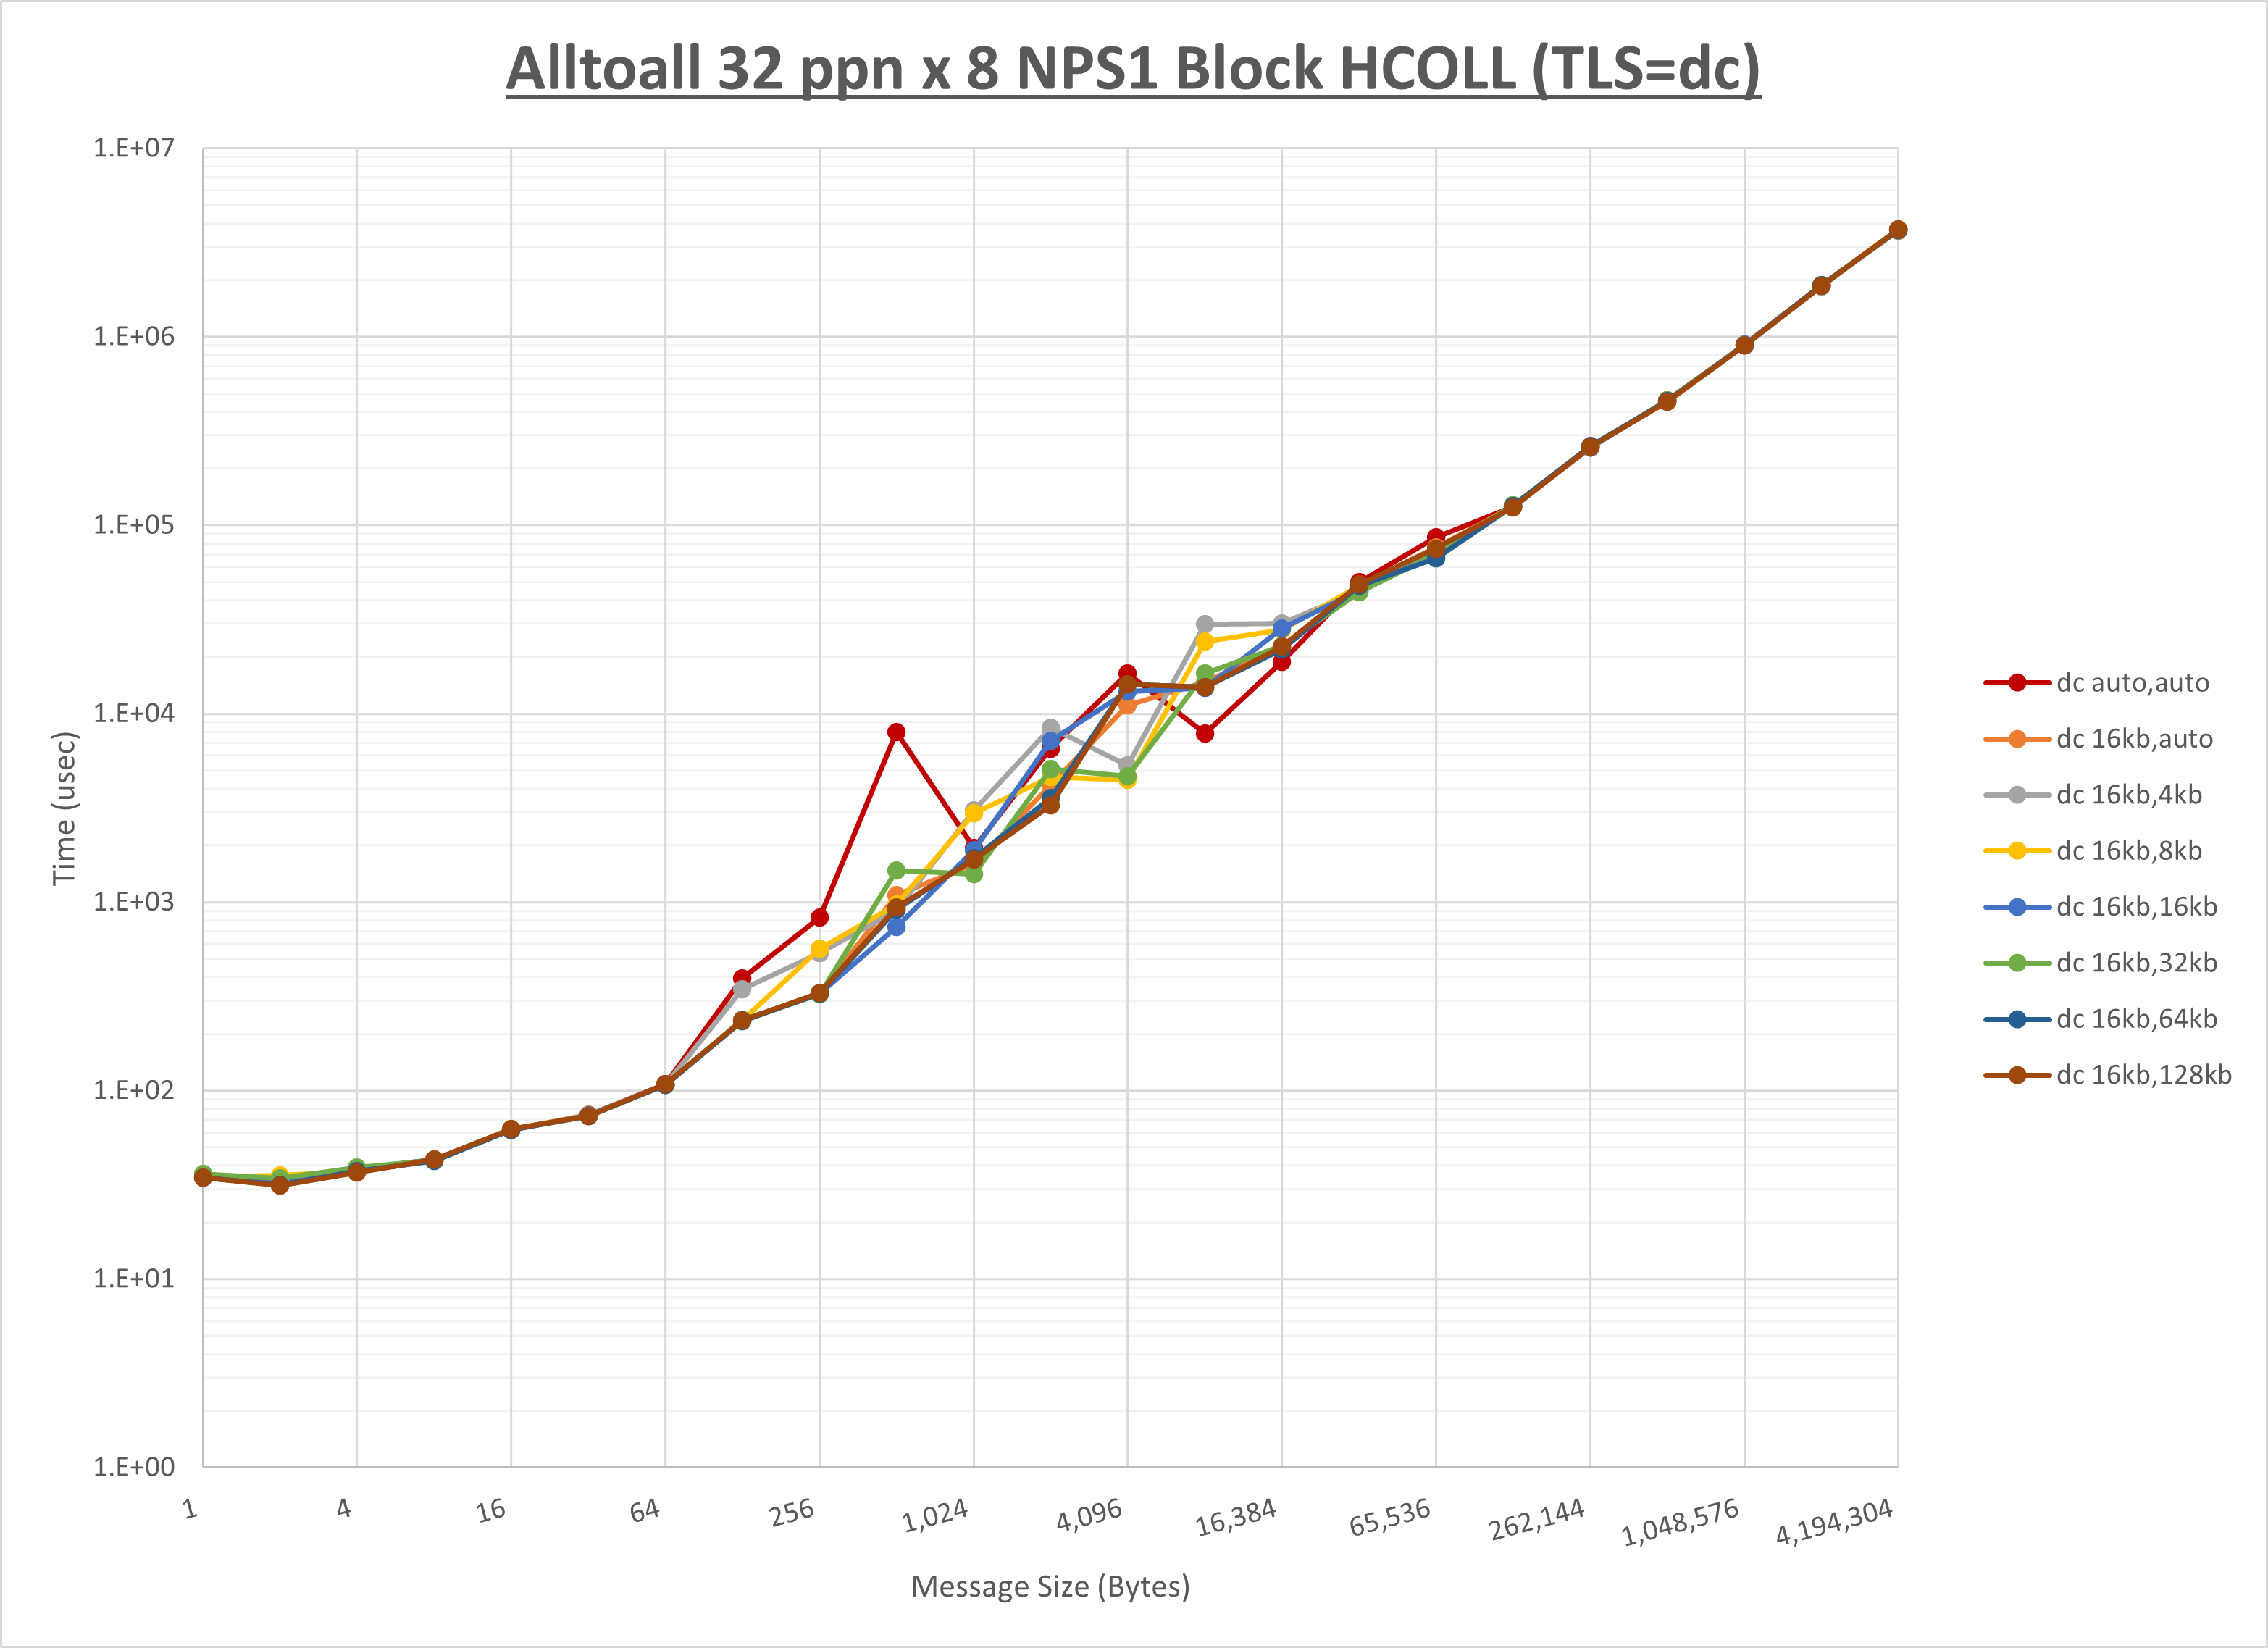 Alltoall 32 ppn x 8 NPS1 Block HCOLL (TLS=dc)
1.E+07
1.E+06
1.E+05
1.E+04
1.E+03
1.E+02
1.E+01
1.E+00
Time (usec)
1
4
16
64
256
1,024
4,096
16,384
65,536
262,144
1,048,576
4,194,304
Message Size (Bytes)
dc auto,auto
dc 16kb,auto
dc 16kb,4kb
dc 16kb,8kb
dc 16kb,16kb
dc 16kb,32kb
dc 16kb,64kb
dc 16kb,128kb